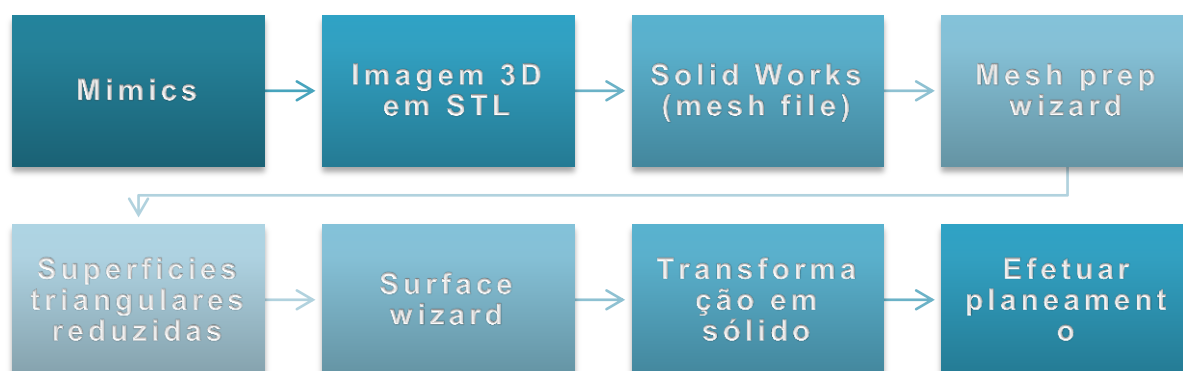 Mimics
Imagem 3D
em STL
Solid Works
(mesh file)
Mesh prep
wizard
Superficies
triangulares
reduzidas
Surface
wizard
Transforma
ção em
sólido
Efetuar
planeament
o